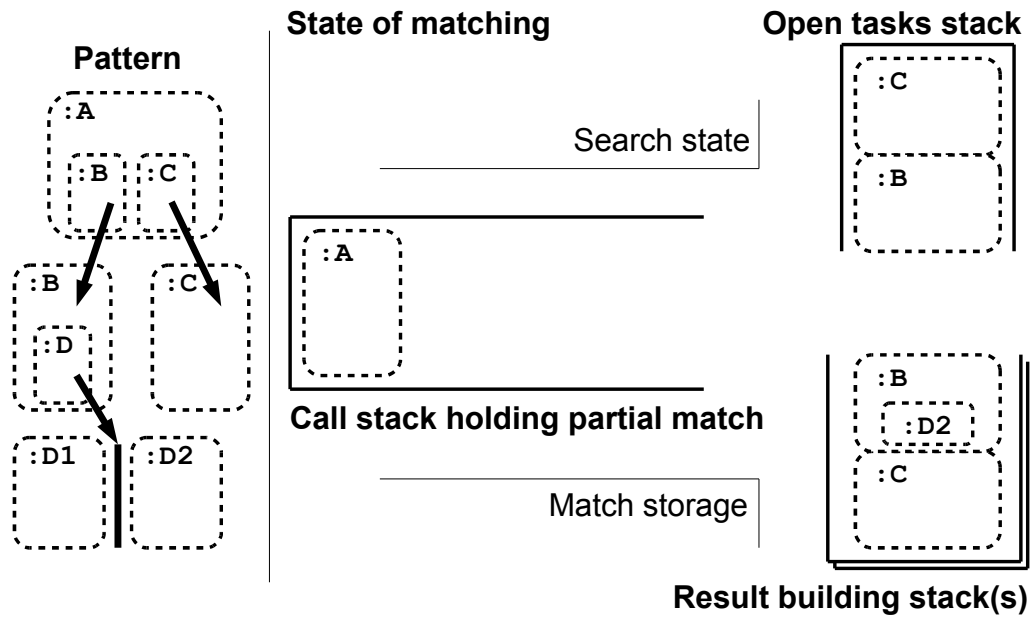 Pattern
:A
:B
:C
:B
:C
:D
:D1
:D2
State of matching
Search state
:A
Call stack holding partial match
Match storage
Open tasks stack
:C
:B
:B
:D2
:C
Result building stack(s)